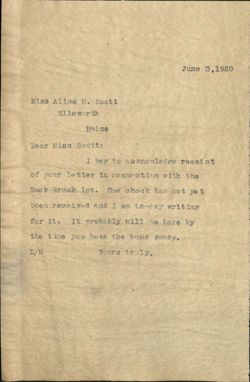 June 3, 1920
Miss Alice H. Scott
Ellsworth
Maine
Dear Miss Scott:
I beg to acknowledge receipt
of your letter in connection with the
Duck Brook lot. One check has not yet
been received and I am to-day writing
for it. It probably will be here by
the time you have the bond ready.
L/H Yours truly,